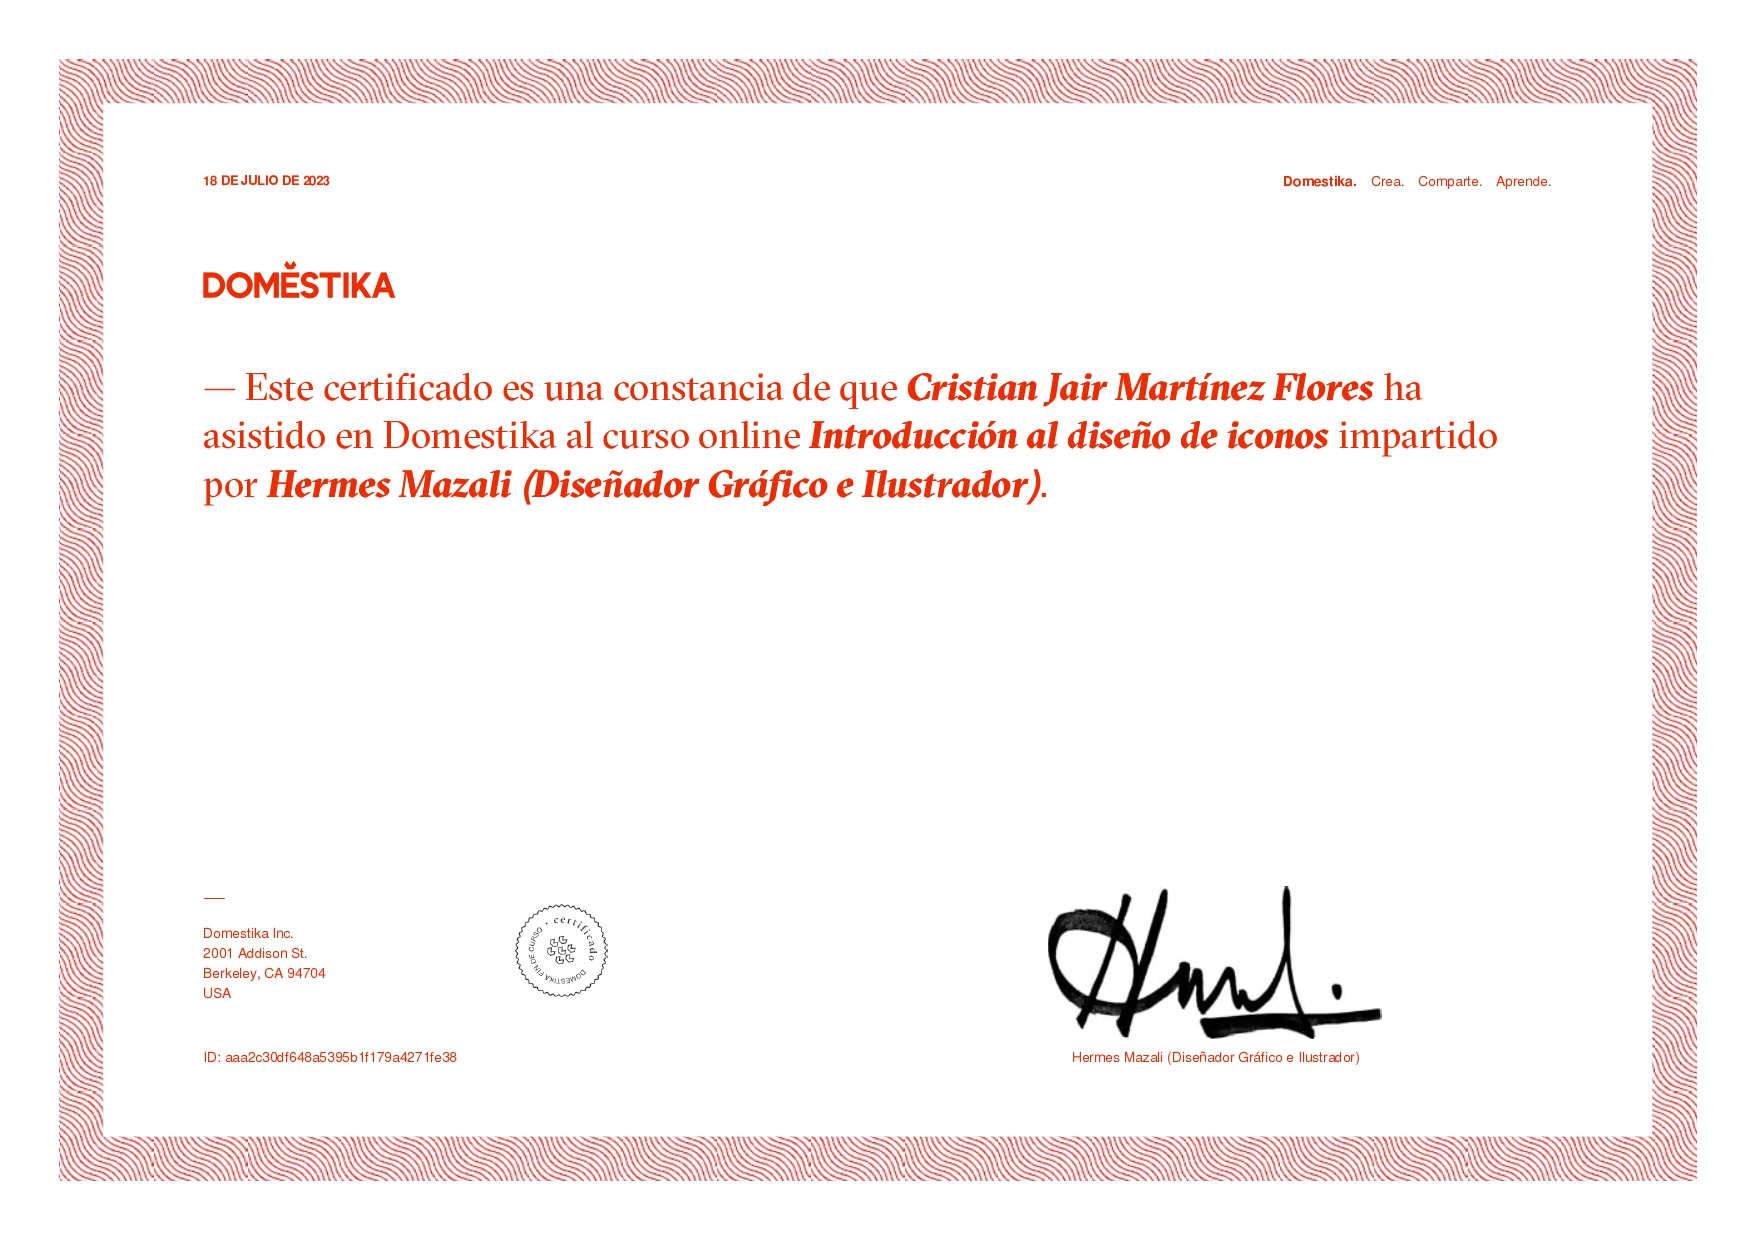 18 DE JULIO DE 2023
Domestika. Crea. Comparte. Aprende.
DOMĔSTIKA
— Este certificado es una constancia de que Cristian Jair Martínez Flores ha
asistido en Domestika al curso online Introducción al diseño de iconos impartido
por Hermes Mazali (Diseñador Gráfico e Ilustrador).
—
Domestika Inc.
2001 Addison St.
Berkeley, CA 94704
USA
certificado
DOMESTIKA FIN DE CURSO
ID: aaa2c30df648a5395b1f179a4271fe38
Hermes Mazali (Diseñador Gráfico e Ilustrador)